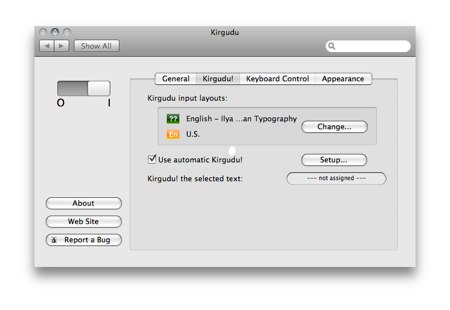 Kirgudu
Show All
General Kirgudu! Keyboard Control Appearance
Kirgudu input layouts:
?? English - Ilya ...an Typography
Change...
En U.S.
Use automatic Kirgudu!
Setup...
Kirgudu! the selected text:
--- not assigned ---
O I
About
Web Site
Report a Bug